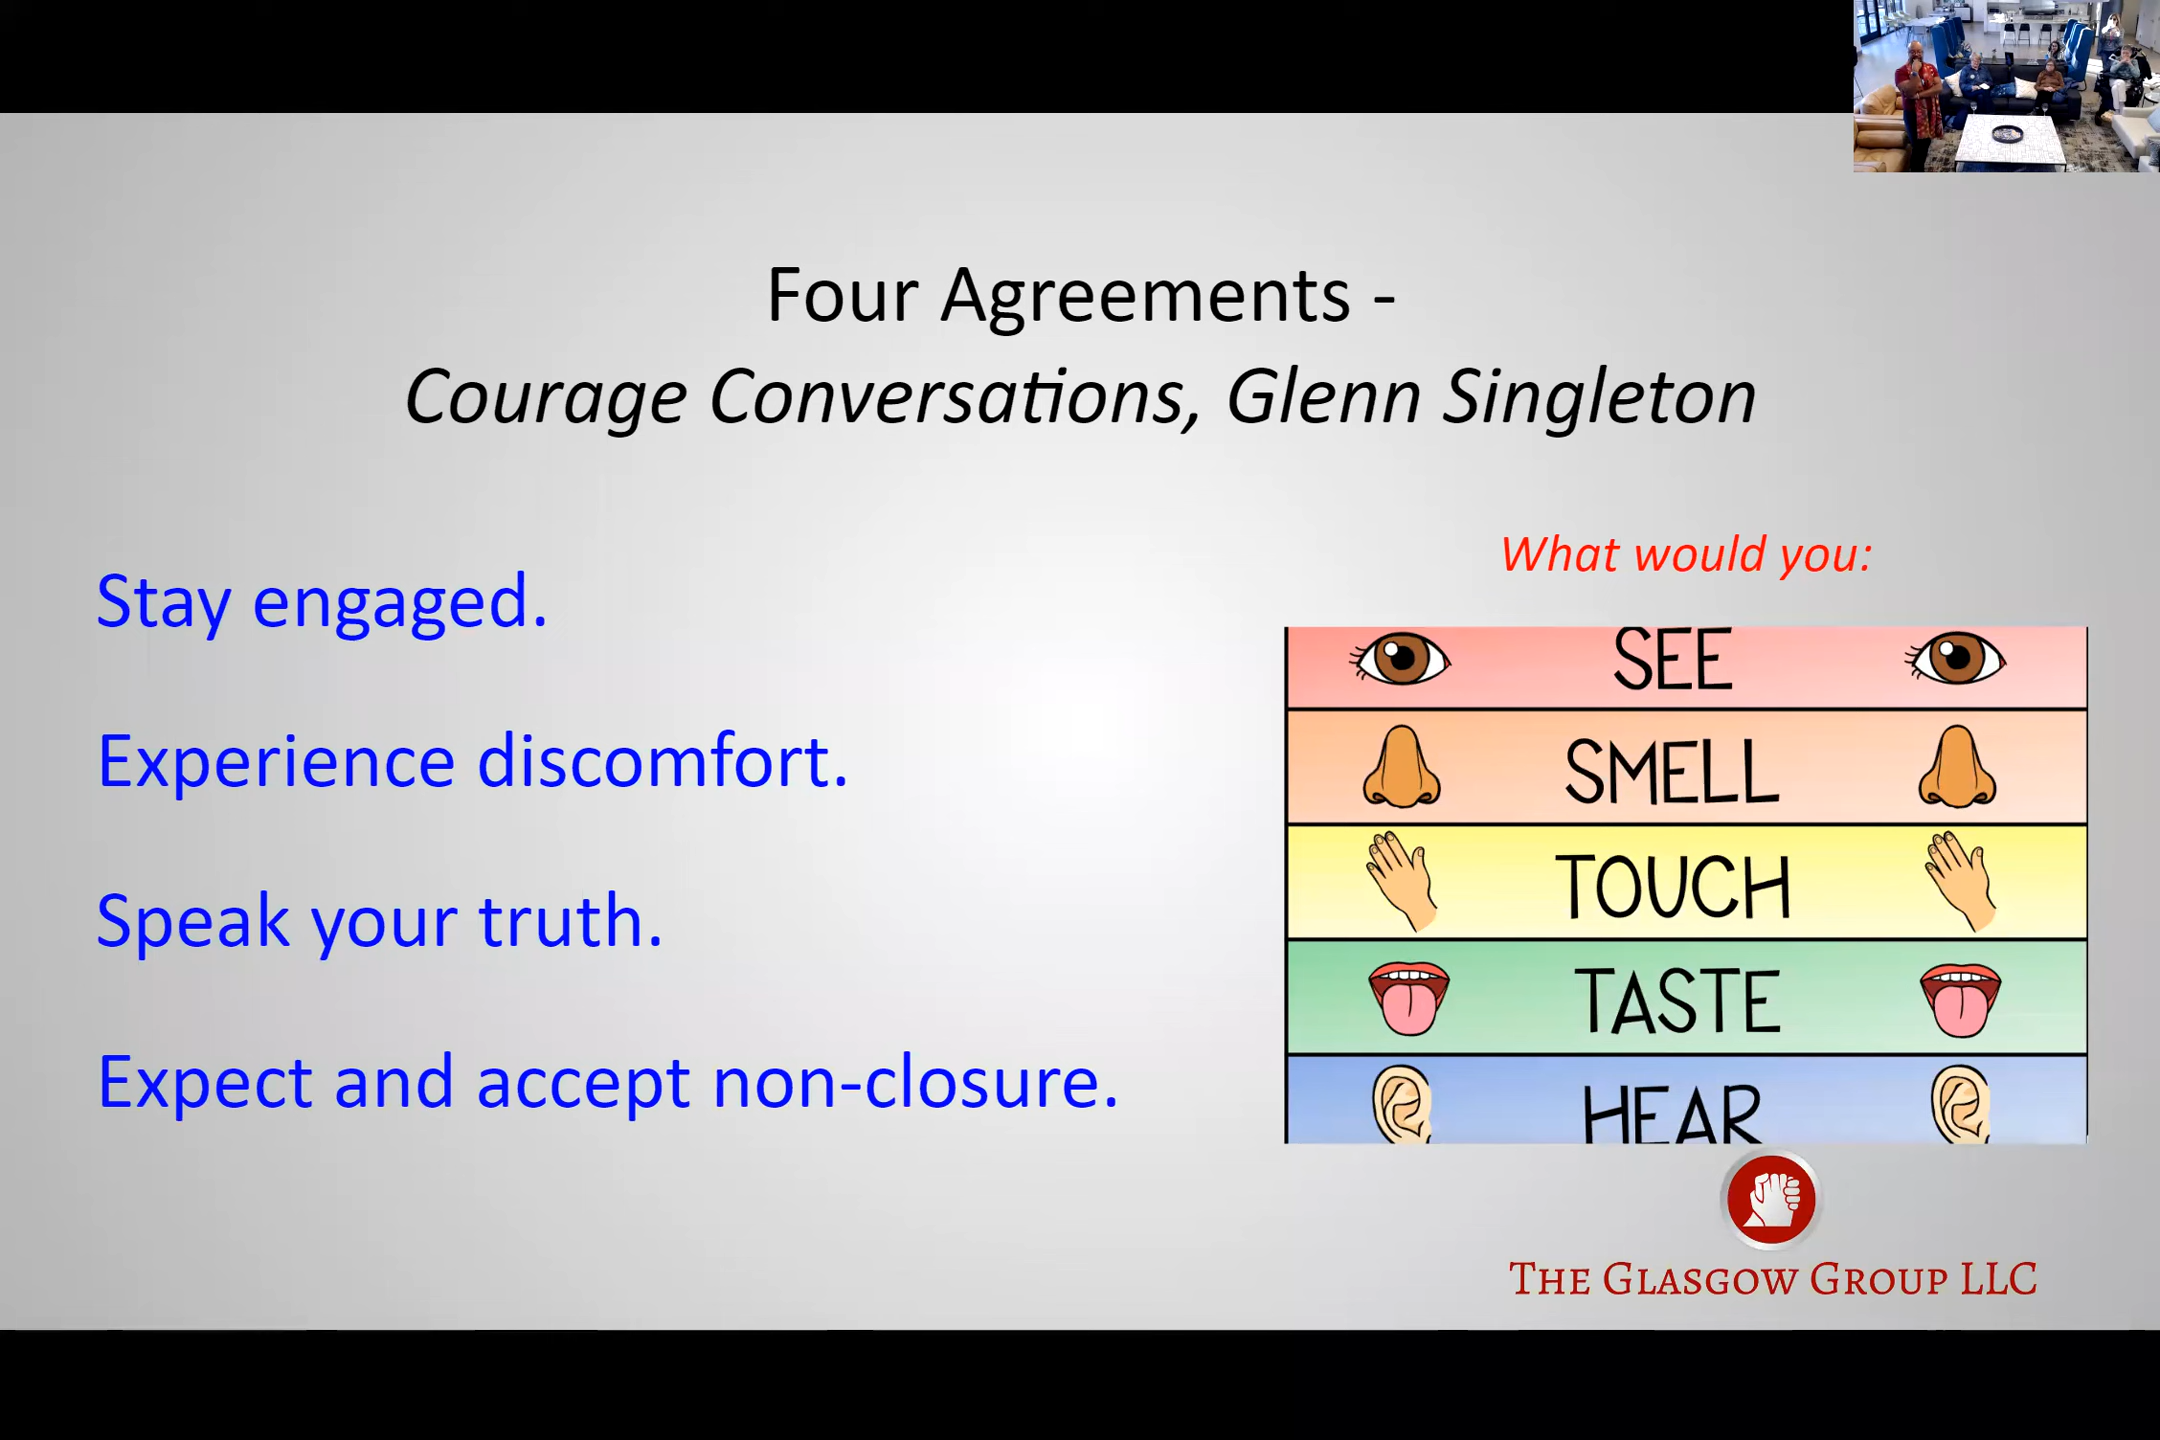 Four Agreements -
Courage Conversations, Glenn Singleton
Stay engaged.
Experience discomfort.
Speak your truth.
Expect and accept non-closure.
What would you:
SEE
SMELL
TOUCH
TASTE
HEAR
THE GLASGOW GROUP LLC